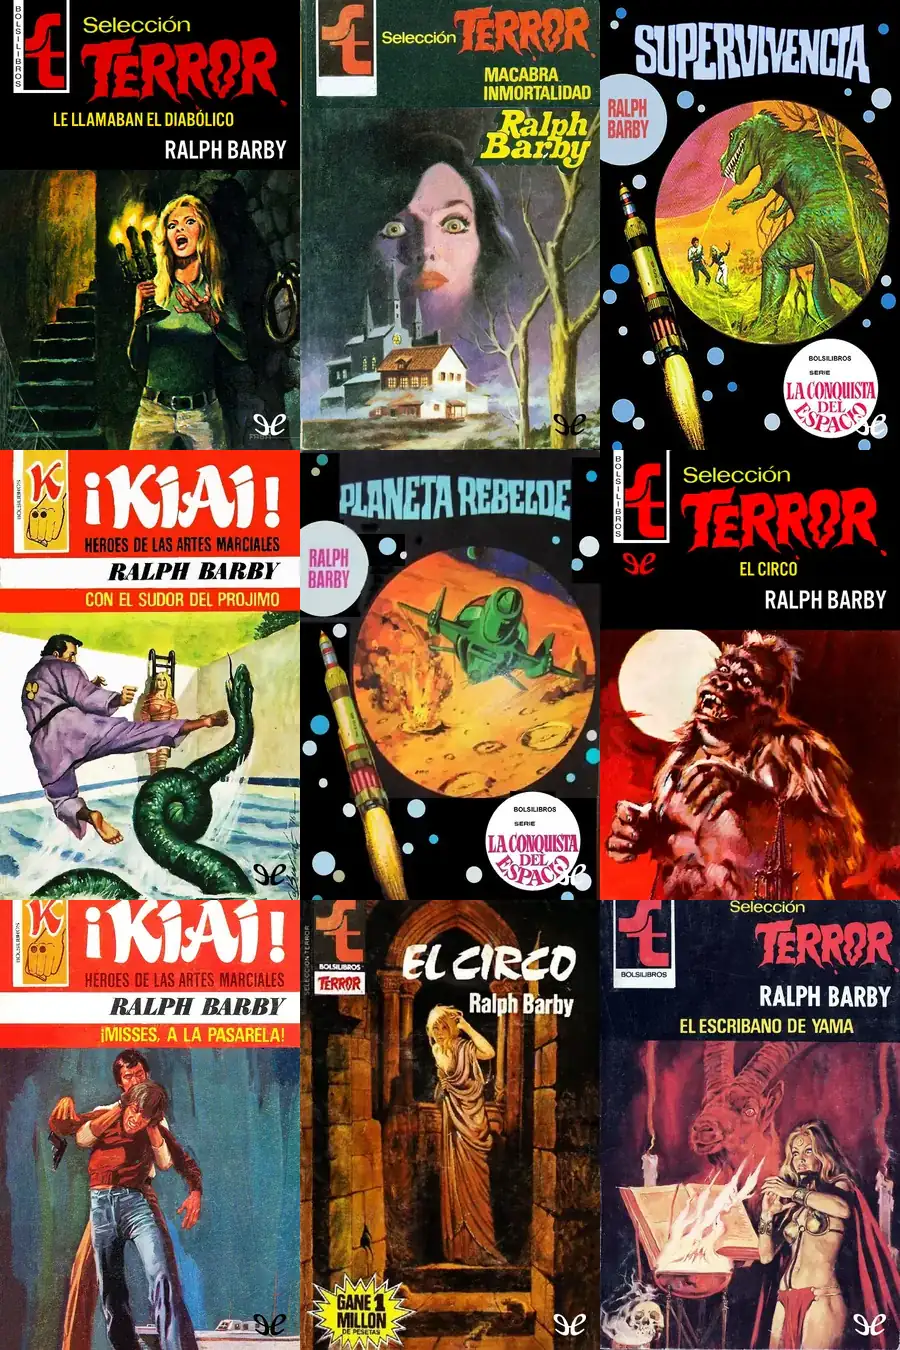 BOLSILIBROS
Selección
TERROR
LE LLAMABAN EL DIABÓLICO
RALPH BARBY
Selección TERROR
MACABRA
INMORTALIDAD
Ralph
Barby
SUPERVIVENCIA
RALPH
BARBY
BOLSILIBROS
SERIE
LA CONQUISTA
DEL
ESPACIO
K
¡KIAI!
HEROES DE LAS ARTES MARCIALES
RALPH BARBY
CON EL SUDOR DEL PROJIMO
PLANETA REBELDE
RALPH
BARBY
BOLSILIBROS
SERIE
LA CONQUISTA
DEL
ESPACIO
BOLSILIBROS
Selección
TERROR
EL CIRCO
RALPH BARBY
K
¡KIAI!
HÉROES DE LAS ARTES MARCIALES
RALPH BARBY
¡MISSES, A LA PASARELA!
SELECCION TERROR
BOLSILIBROS
TERROR
EL CIRCO
Ralph Barby
GANE 1
MILLON
DE PESETAS
Selección
TERROR
BOLSILIBROS
RALPH BARBY
EL ESCRIBANO DE YAMA